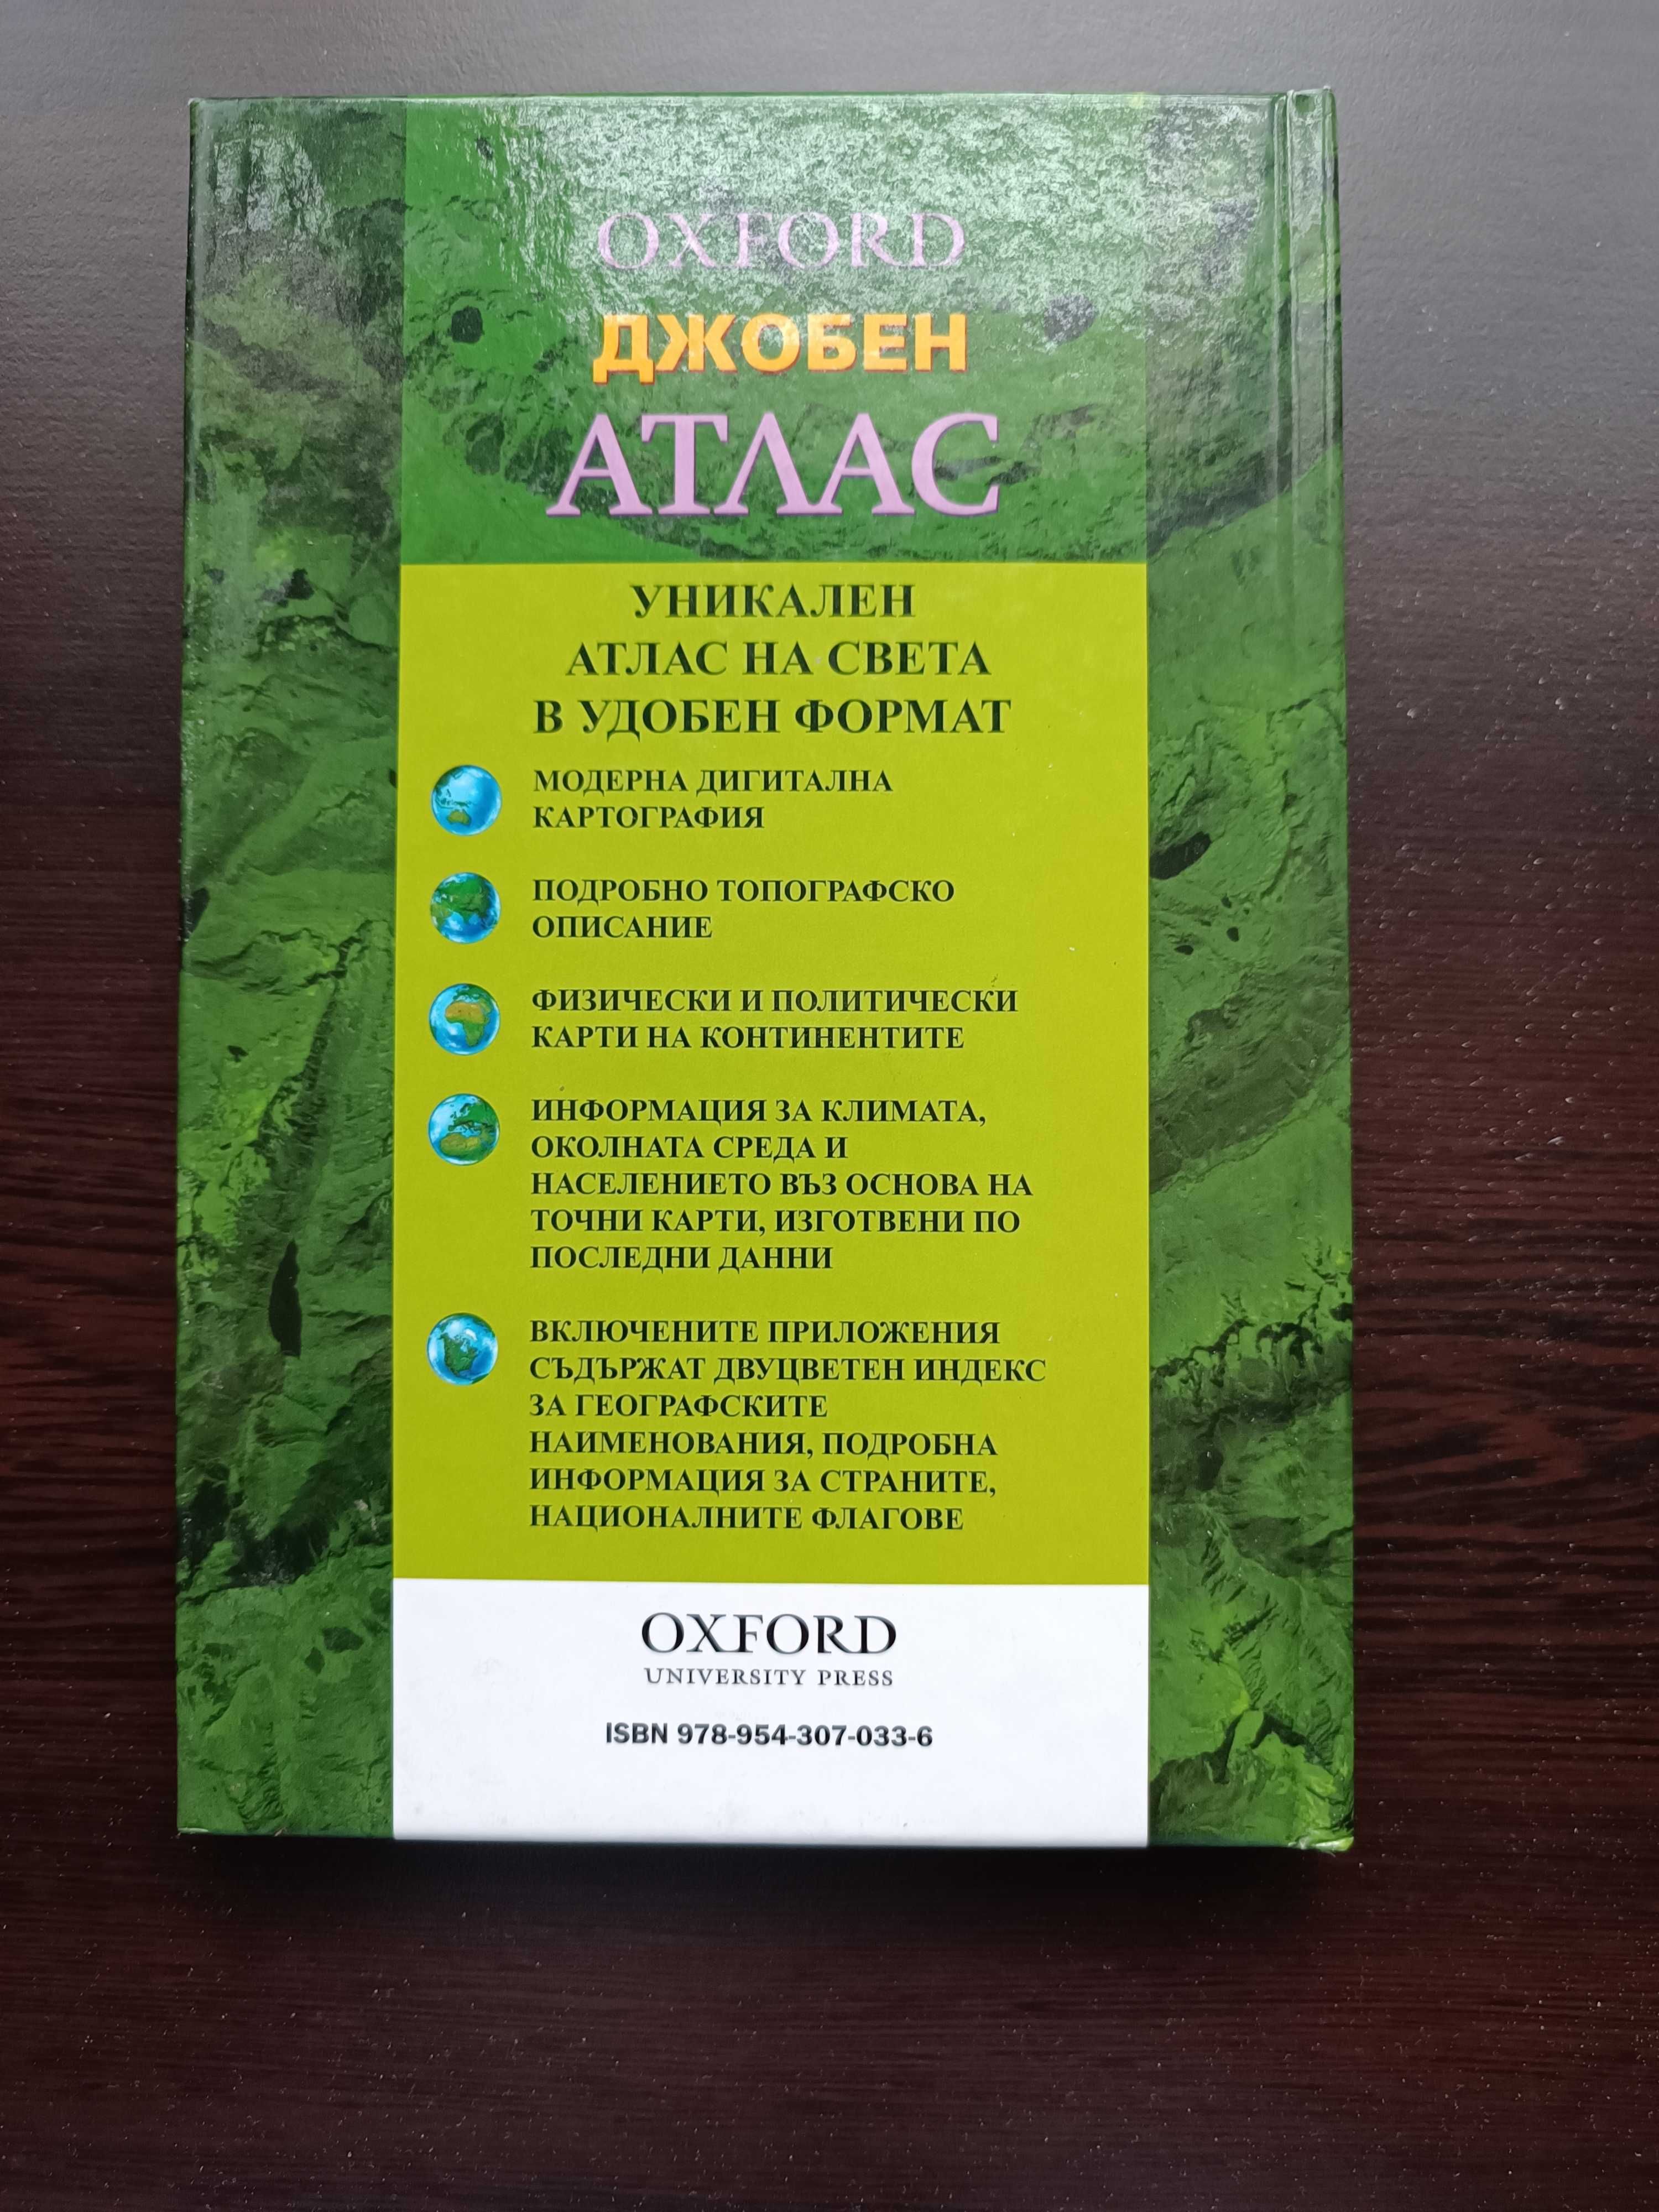 OXFORD
ДЖОБЕН
АТЛАС
УНИКАЛЕН
АТЛАС НА СВЕТА
В УДОБЕН ФОРМАТ
МОДЕРНА ДИГИТАЛНА
КАРТОГРАФИЯ
ПОДРОБНО ТОПОГРАФСКО
ОПИСАНИЕ
ФИЗИЧЕСКИ И ПОЛИТИЧЕСКИ
КАРТИ НА КОНТИНЕНТИТЕ
ИНФОРМАЦИЯ ЗА КЛИМАТА,
ОКОЛНАТА СРЕДА И
НАСЕЛЕНИЕТО ВЪЗ ОСНОВА НА
ТОЧНИ КАРТИ, ИЗГОТВЕНИ ПО
ПОСЛЕДНИ ДАННИ
ВКЛЮЧЕНИТЕ ПРИЛОЖЕНИЯ
СЪДЪРЖАТ ДВУЦВЕТЕН ИНДЕКС
ЗА ГЕОГРАФСКИТЕ
НАИМЕНОВАНИЯ, ПОДРОБНА
ИНФОРМАЦИЯ ЗА СТРАНИТЕ,
НАЦИОНАЛНИТЕ ФЛАГОВЕ
OXFORD
UNIVERSITY PRESS
ISBN 978-954-307-033-6